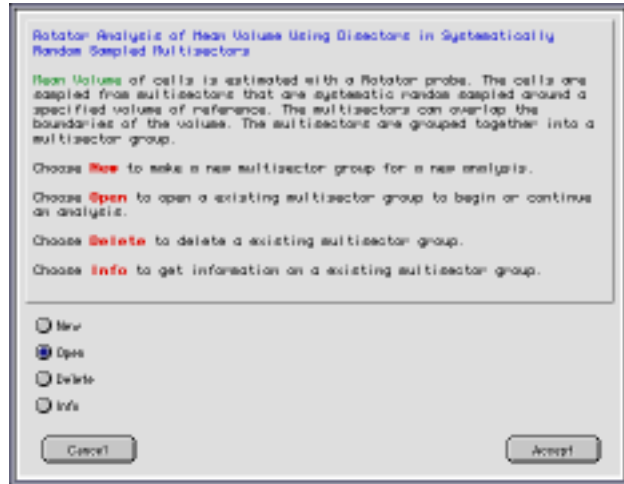 Rotator Analysis of Mean Volume Using Disectors in Systematically
Random Sampled Multisectors
Mean Volume of cells is estimated with a Rotator probe. The cells are
sampled from multisectors that are systematic random sampled around a
specified volume of reference. The multisectors can overlap the
boundaries of the volume. The multisectors are grouped together into a
multisector group.
Choose New to make a new multisector group for a new analysis.
Choose Open to open a existing multisector group to begin or continue
an analysis.
Choose Delete to delete a existing multisector group.
Choose Info to get information on a existing multisector group.
New
Open
Delete
Info
Cancel Accept